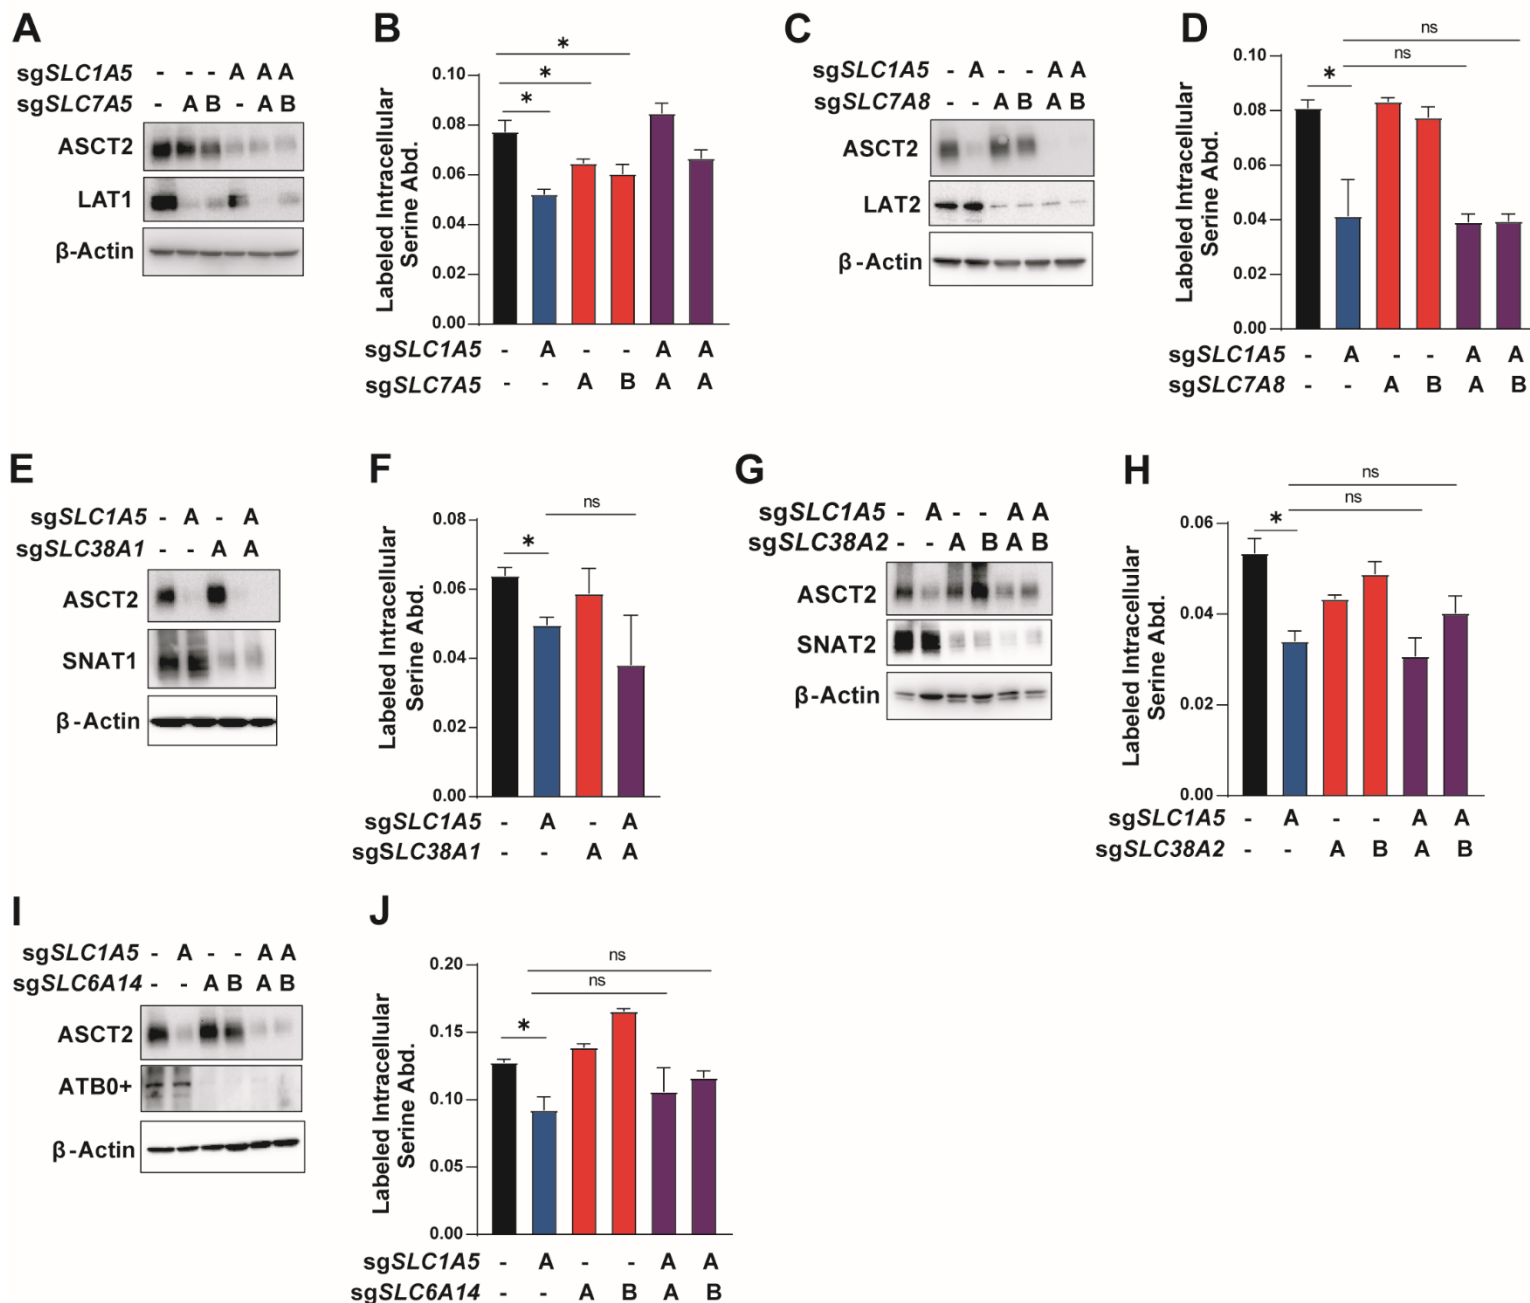 A
sgSLC1A5 - - - A A A
sgSLC7A5 - A B - A B
ASCT2
LAT1
β-Actin
B
* 
*
*
Labeled Intracellular
Serine Abd.
0.10
0.08
0.06
0.04
0.02
0.00
sgSLC1A5 - A - - A A
sgSLC7A5 - - A B A A
C
sgSLC1A5 - A - - A A
sgSLC7A8 - - A B A B
ASCT2
LAT2
β-Actin
D
ns
ns
*
Labeled Intracellular
Serine Abd.
0.10
0.08
0.06
0.04
0.02
0.00
sgSLC1A5 - A - - A A
sgSLC7A8 - - A B A B
E
sgSLC1A5 - A - A
sgSLC38A1 - - A A
ASCT2
SNAT1
β-Actin
F
ns
*
Labeled Intracellular
Serine Abd.
0.08
0.06
0.04
0.02
0.00
sgSLC1A5 - A - A
sgSLC38A1 - - A A
G
sgSLC1A5 - A - - A A
sgSLC38A2 - - A B A B
ASCT2
SNAT2
β-Actin
H
ns
ns
*
Labeled Intracellular
Serine Abd.
0.06
0.04
0.02
0.00
sgSLC1A5 - A - - A A
sgSLC38A2 - - A B A B
I
sgSLC1A5 - A - - A A
sgSLC6A14 - - A B A B
ASCT2
ATB0+
β-Actin
J
ns
ns
*
Labeled Intracellular
Serine Abd.
0.20
0.15
0.10
0.05
0.00
sgSLC1A5 - A - - A A
sgSLC6A14 - - A B A B